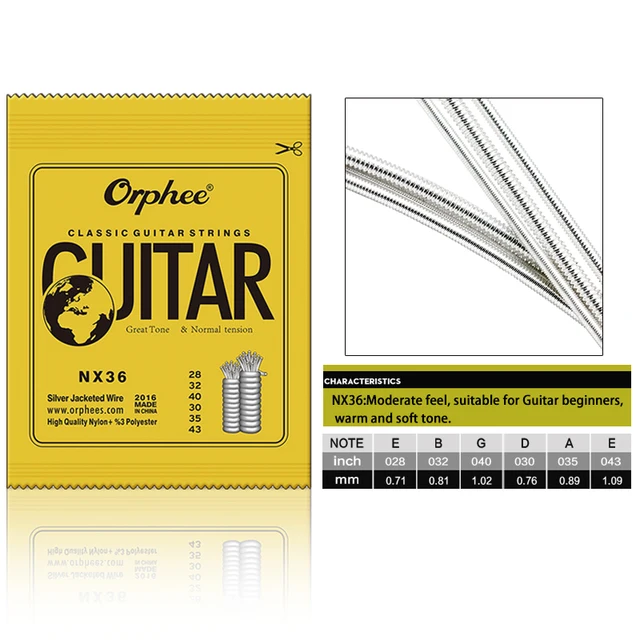 Orphee®
CLASSIC GUITAR STRINGS
GUITAR
Great Tone & Normal tension
NX36
Silver Jacketed Wire
www.orphees.com
High Quality Nylon+ %3 Polyester
2016
MADE
IN CHINA
28
32
40
30
35
43
CHARACTERISTICS
NX36:Moderate feel, suitable for Guitar beginners,
warm and soft tone.
NOTE E B G D A E
inch 028 032 040 030 035 043
mm 0.71 0.81 1.02 0.76 0.89 1.09